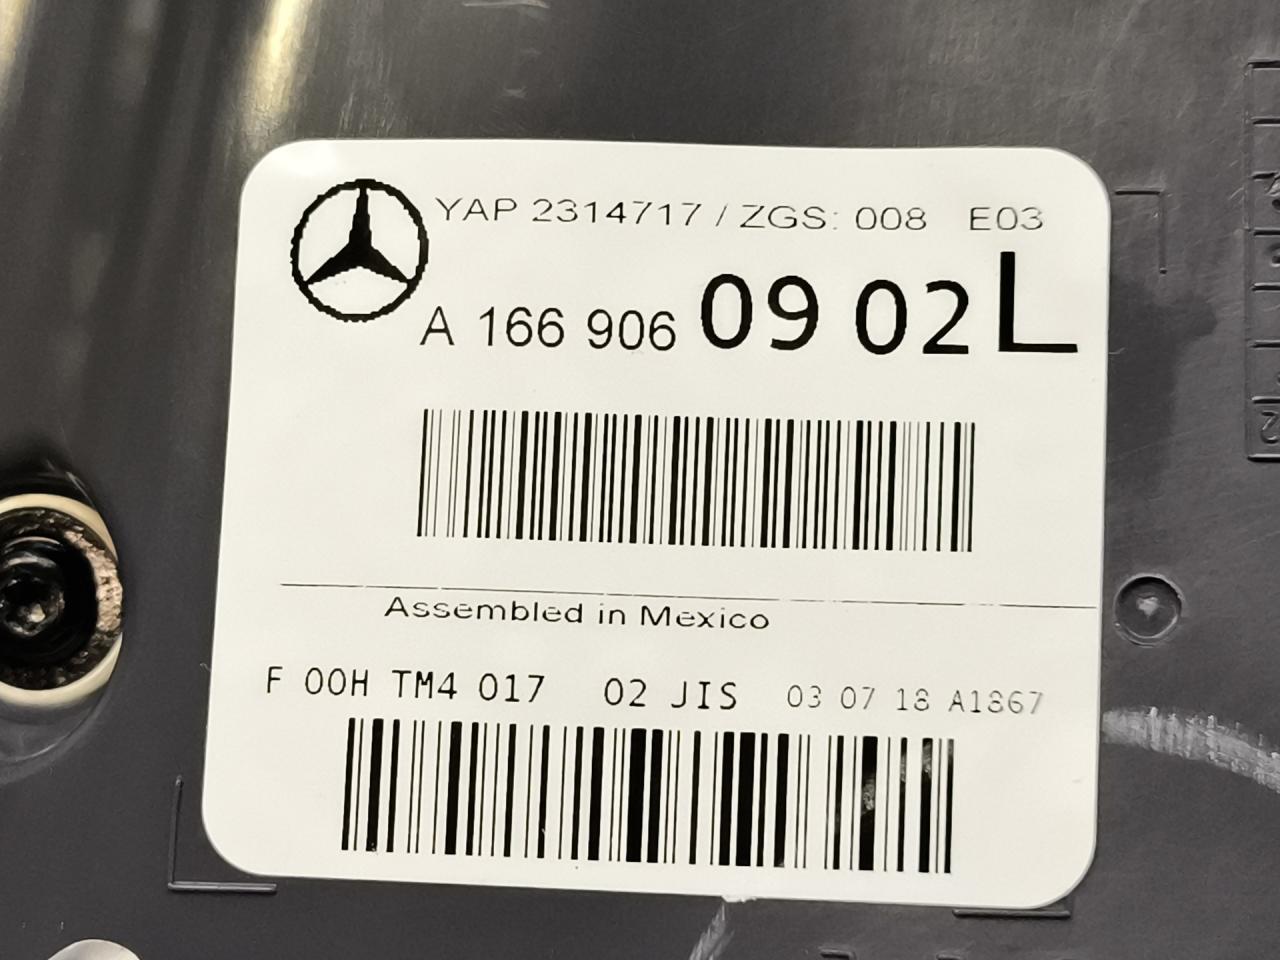 YAP 2314717 / ZGS: 008 E03
A 166 906 09 02 L
Assembled in Mexico
F 00H TM4 017 02 JIS 03 07 18 A1867